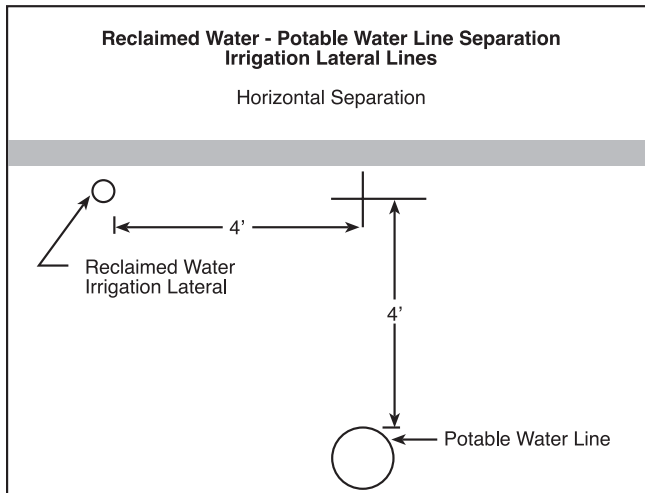 Reclaimed Water - Potable Water Line Separation
Irrigation Lateral Lines
Horizontal Separation
4’
Reclaimed Water
Irrigation Lateral
4’
Potable Water Line